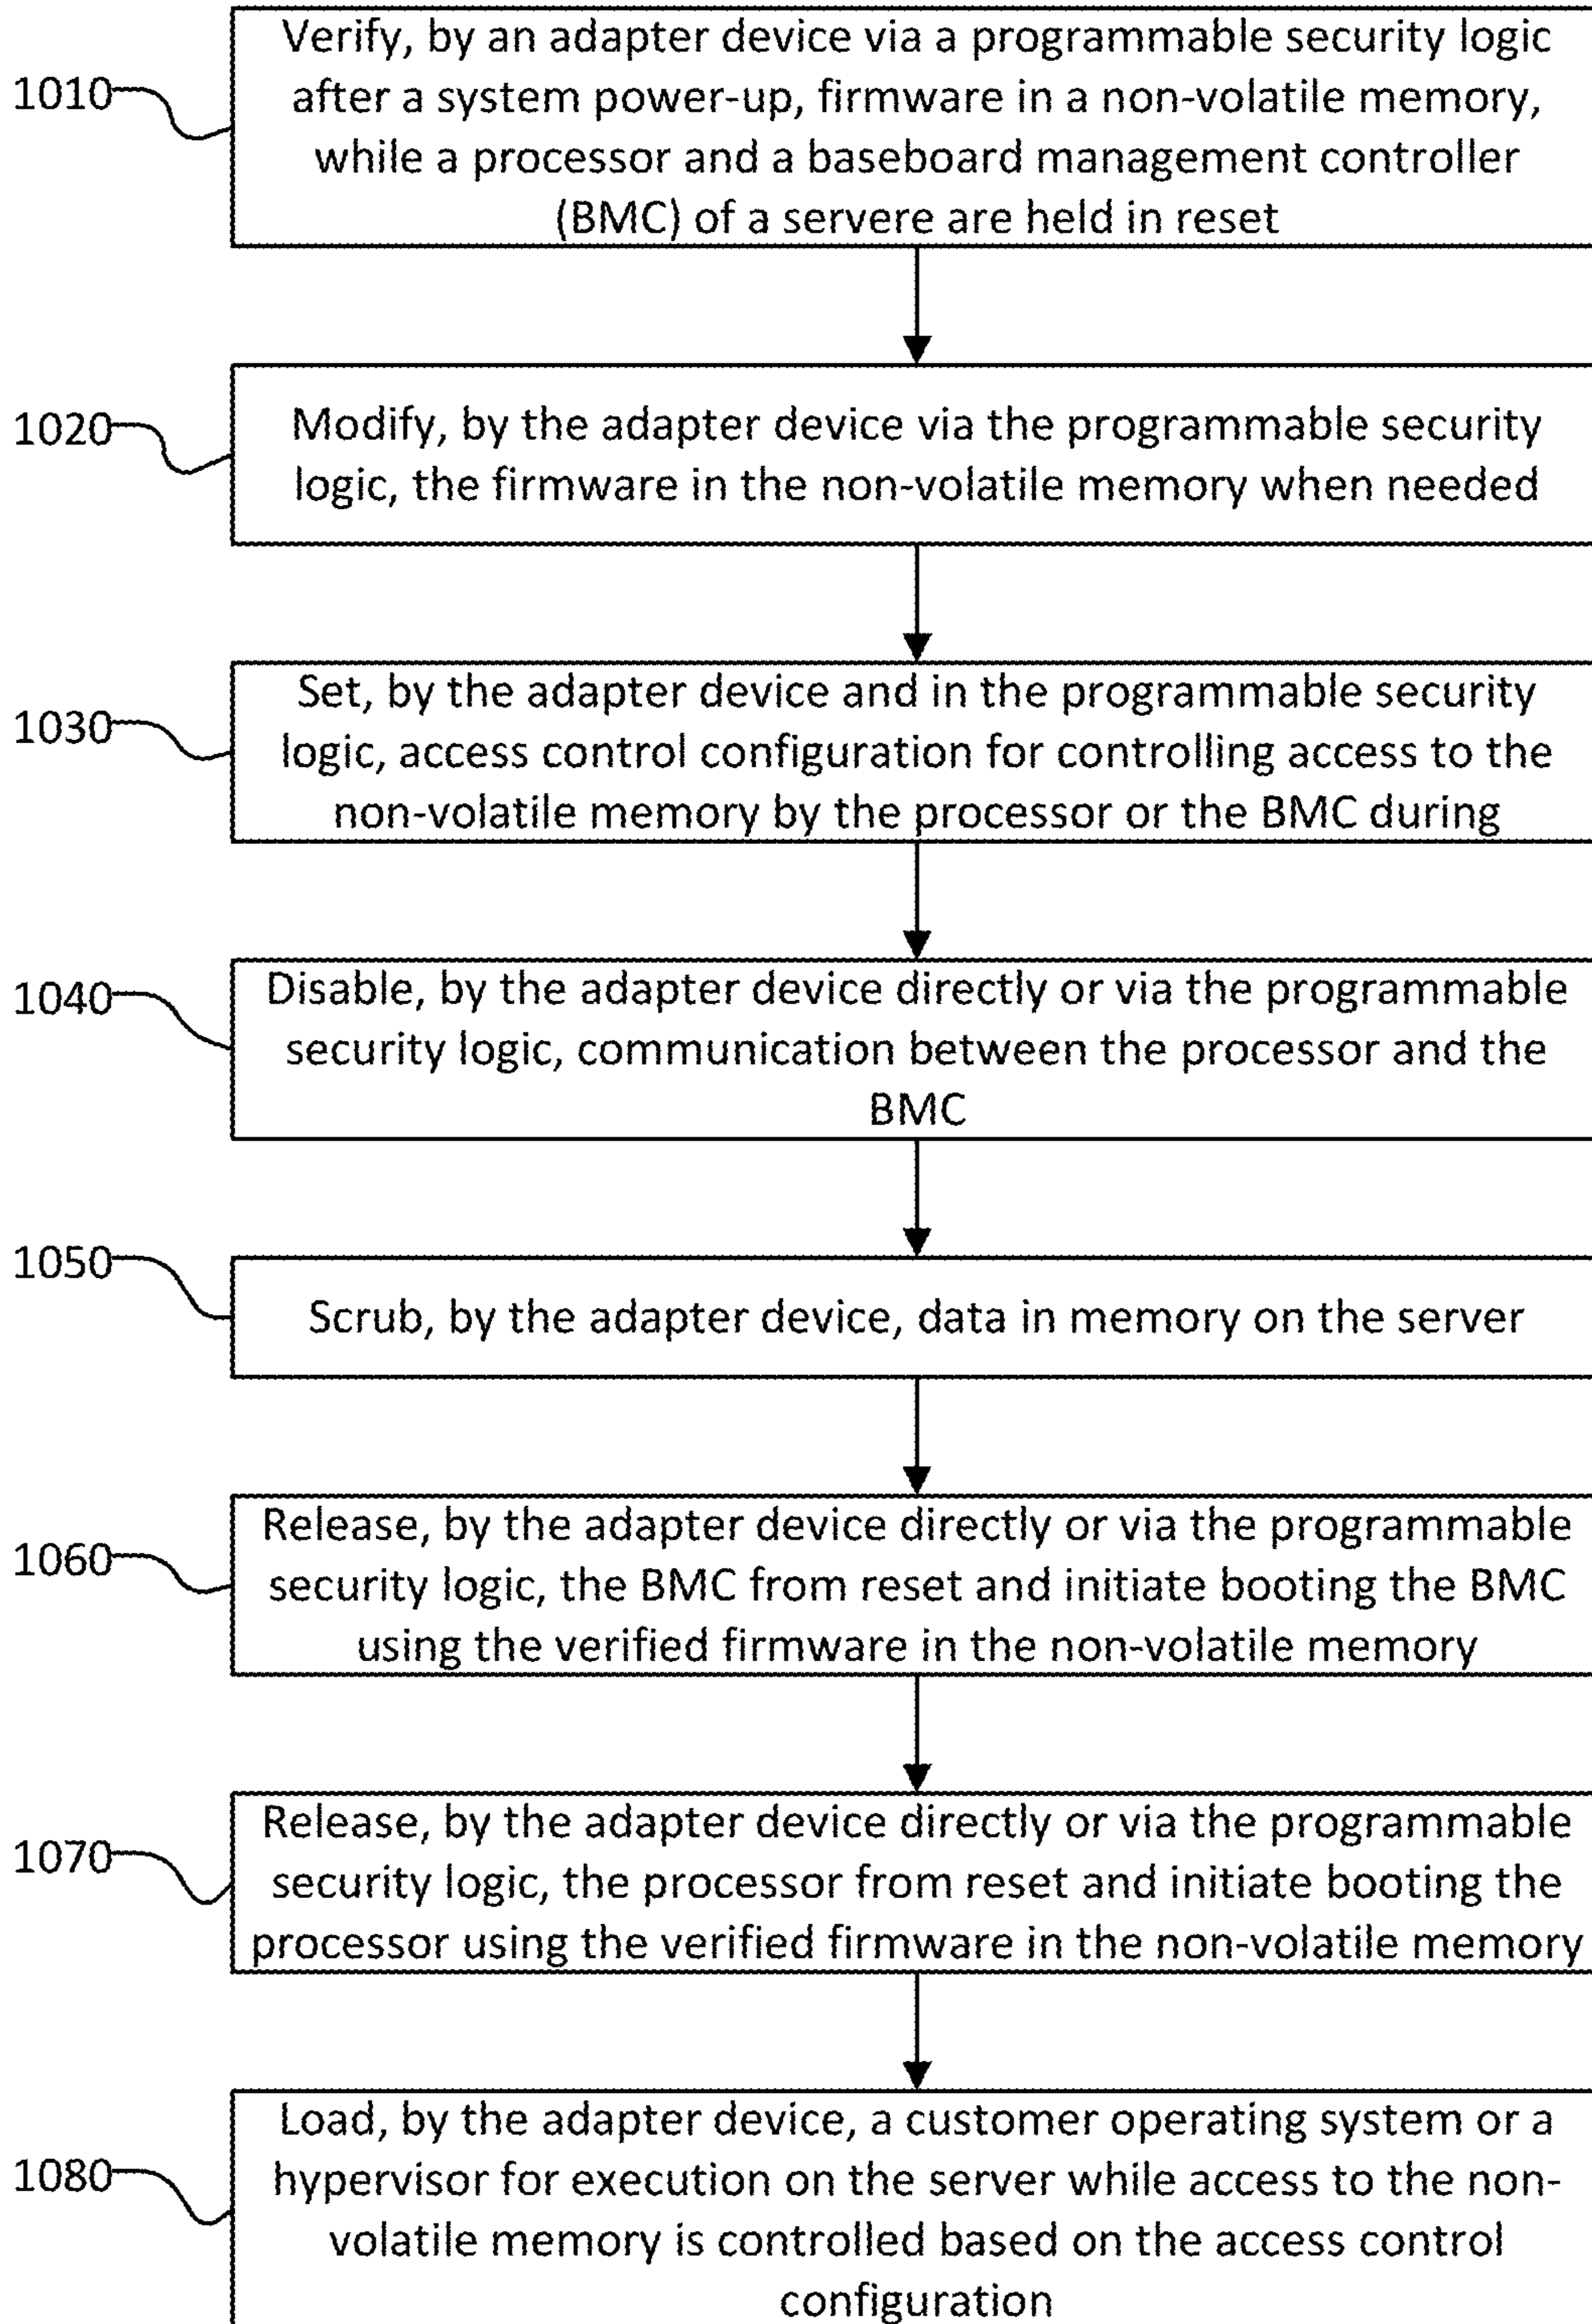 1010
Verify, by an adapter device via a programmable security logic
after a system power-up, firmware in a non-volatile memory,
while a processor and a baseboard management controller
(BMC) of a servere are held in reset
1020
Modify, by the adapter device via the programmable security
logic, the firmware in the non-volatile memory when needed
1030
Set, by the adapter device and in the programmable security
logic, access control configuration for controlling access to the
non-volatile memory by the processor or the BMC during
1040
Disable, by the adapter device directly or via the programmable
security logic, communication between the processor and the
BMC
1050
Scrub, by the adapter device, data in memory on the server
1060
Release, by the adapter device directly or via the programmable
security logic, the BMC from reset and initiate booting the BMC
using the verified firmware in the non-volatile memory
1070
Release, by the adapter device directly or via the programmable
security logic, the processor from reset and initiate booting the
processor using the verified firmware in the non-volatile memory
1080
Load, by the adapter device, a customer operating system or a
hypervisor for execution on the server while access to the non-
volatile memory is controlled based on the access control
configuration